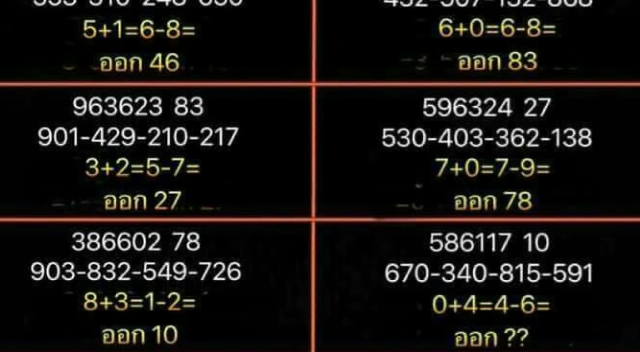 5+1=6-8=
ออก 46
6+0=6-8=
ออก 83
963623 83
901-429-210-217
3+2=5-7=
ออก 27
596324 27
530-403-362-138
7+0=7-9=
ออก 78
386602 78
903-832-549-726
8+3=1-2=
ออก 10
586117 10
670-340-815-591
0+4=4-6=
ออก ??